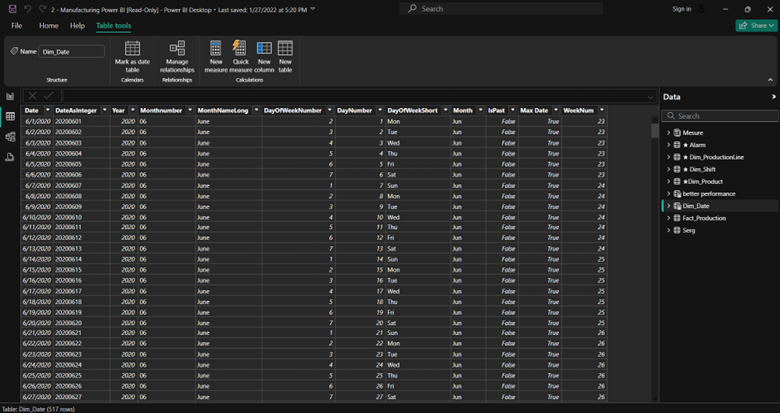 2 - Manufacturing Power BI [Read-Only] - Power BI Desktop • Last saved: 1/27/2022 at 5:20 PM
Search
Sign in
File Home Help Table tools
Share
Name Dim_Date
Mark as date table
Manage relationships
New measure
Quick measure
New column
New table
Structure Calendars Relationships Calculations
Date DateAsInteger Year Monthnumber MonthNameLong DayOfWeekNumber DayNumber DayOfWeekShort Month IsPast Max Date WeekNum
6/1/2020 20200601 2020 06 June 2 1 Mon Jun False True 23
6/2/2020 20200602 2020 06 June 3 2 Tue Jun False True 23
6/3/2020 20200603 2020 06 June 4 3 Wed Jun False True 23
6/4/2020 20200604 2020 06 June 5 4 Thu Jun False True 23
6/5/2020 20200605 2020 06 June 6 5 Fri Jun False True 23
6/6/2020 20200606 2020 06 June 7 6 Sat Jun False True 23
6/7/2020 20200607 2020 06 June 1 7 Sun Jun False True 24
6/8/2020 20200608 2020 06 June 2 8 Mon Jun False True 24
6/9/2020 20200609 2020 06 June 3 9 Tue Jun False True 24
6/10/2020 20200610 2020 06 June 4 10 Wed Jun False True 24
6/11/2020 20200611 2020 06 June 5 11 Thu Jun False True 24
6/12/2020 20200612 2020 06 June 6 12 Fri Jun False True 24
6/13/2020 20200613 2020 06 June 7 13 Sat Jun False True 24
6/14/2020 20200614 2020 06 June 1 14 Sun Jun False True 25
6/15/2020 20200615 2020 06 June 2 15 Mon Jun False True 25
6/16/2020 20200616 2020 06 June 3 16 Tue Jun False True 25
6/17/2020 20200617 2020 06 June 4 17 Wed Jun False True 25
6/18/2020 20200618 2020 06 June 5 18 Thu Jun False True 25
6/19/2020 20200619 2020 06 June 6 19 Fri Jun False True 25
6/20/2020 20200620 2020 06 June 7 20 Sat Jun False True 25
6/21/2020 20200621 2020 06 June 1 21 Sun Jun False True 26
6/22/2020 20200622 2020 06 June 2 22 Mon Jun False True 26
6/23/2020 20200623 2020 06 June 3 23 Tue Jun False True 26
6/24/2020 20200624 2020 06 June 4 24 Wed Jun False True 26
6/25/2020 20200625 2020 06 June 5 25 Thu Jun False True 26
6/26/2020 20200626 2020 06 June 6 26 Fri Jun False True 26
6/27/2020 20200627 2020 06 June 7 27 Sat Jun False True 26
Data
Search
Mesure
★ Alarm
★ Dim_ProductionLine
★ Dim_Shift
★Dim_Product
better performance
Dim_Date
Fact_Production
Serg
Table: Dim_Date (517 rows)